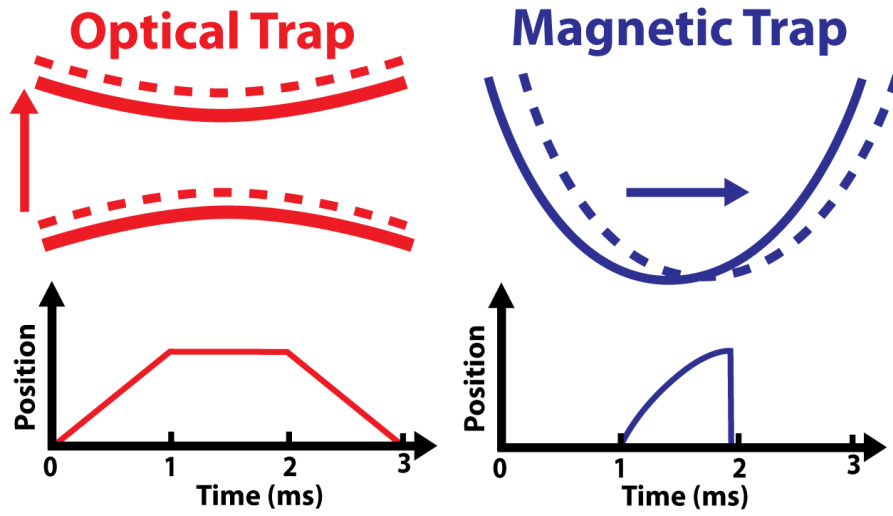 Optical Trap
Magnetic Trap
Position
0 1 2 3
Time (ms)
Position
0 1 2 3
Time (ms)